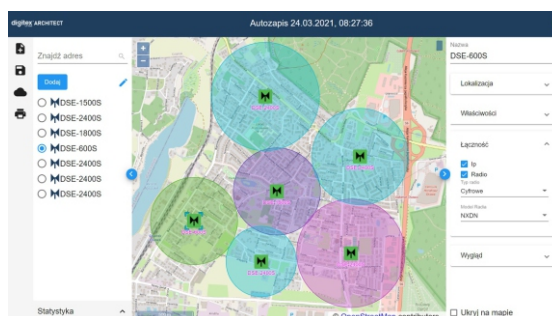 digitex ARCHITECT
Autozapis 24.03.2021, 08:27:36
Znajdź adres
Dodaj
DSE-1500S
DSE-2400S
DSE-1800S
DSE-600S
DSE-2400S
DSE-2400S
DSE-2400S
Statystyka
+
−
DSE-2400S
© OpenStreetMap contributors
Nazwa
DSE-600S
Lokalizacja
Właściwości
Łączność
Ip
Radio
Typ radia
Cyfrowe
Model Radia
NXDN
Wygląd
Ukryj na mapie